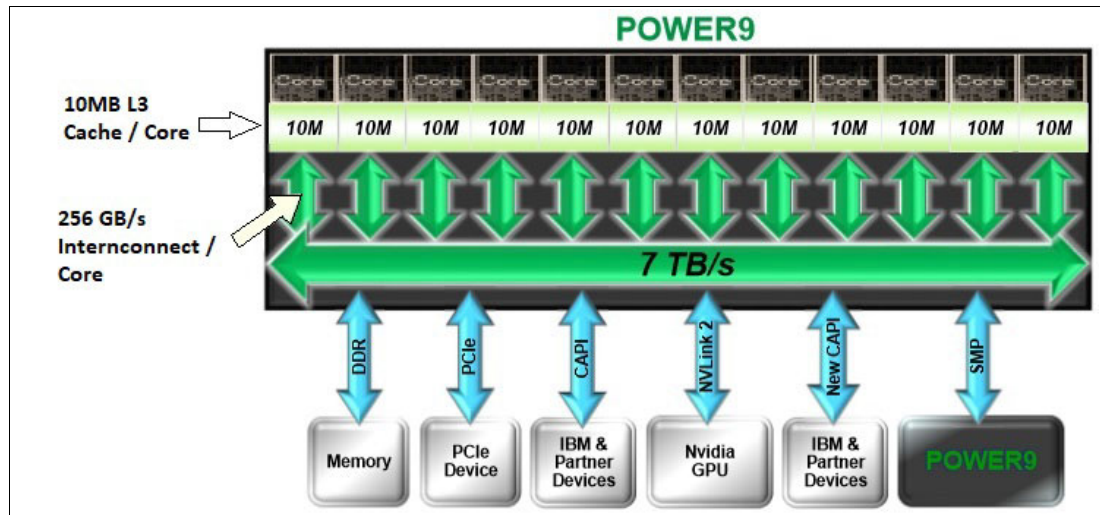 POWER9
Core Core Core Core Core Core Core Core Core Core Core Core
10MB L3
Cache / Core
10M 10M 10M 10M 10M 10M 10M 10M 10M 10M 10M 10M
256 GB/s
Internconnect /
Core
7 TB/s
DDR
PCIe
CAPI
NVLink 2
New CAPI
SMP
Memory
PCIe
Device
IBM &
Partner
Devices
Nvidia
GPU
IBM &
Partner
Devices
POWER9